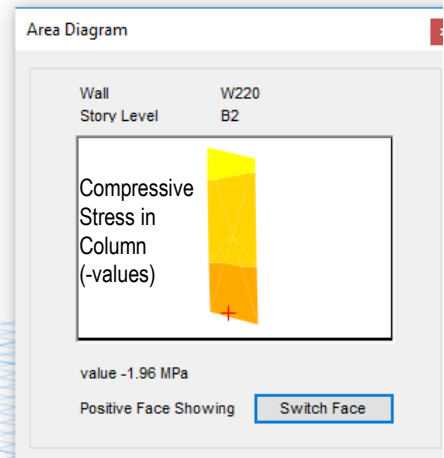 Area Diagram
Wall W220
Story Level B2
Compressive
Stress in
Column
(-values)
value -1.96 MPa
Positive Face Showing Switch Face